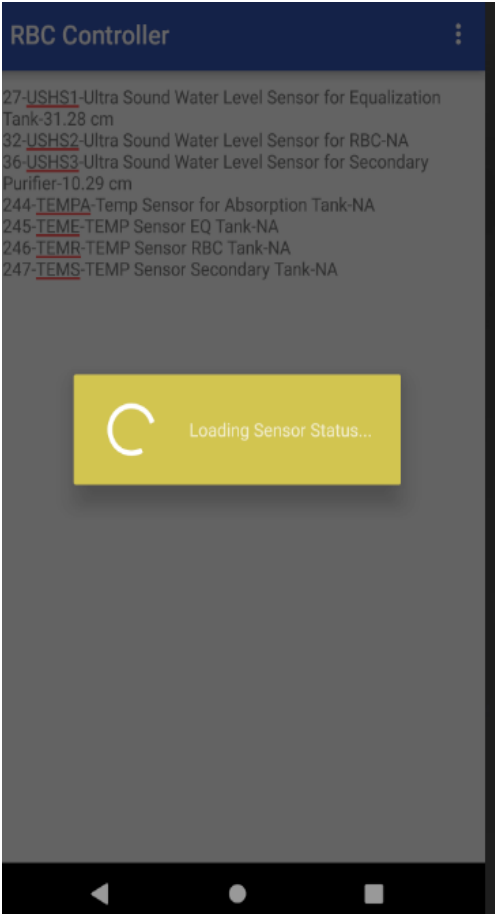 RBC Controller
27-USHS1-Ultra Sound Water Level Sensor for Equalization
Tank-31.28 cm
32-USHS2-Ultra Sound Water Level Sensor for RBC-NA
36-USHS3-Ultra Sound Water Level Sensor for Secondary
Purifier-10.29 cm
244-TEMPA-Temp Sensor for Absorption Tank-NA
245-TEME-TEMP Sensor EQ Tank-NA
246-TEMR-TEMP Sensor RBC Tank-NA
247-TEMS-TEMP Sensor Secondary Tank-NA
Loading Sensor Status...